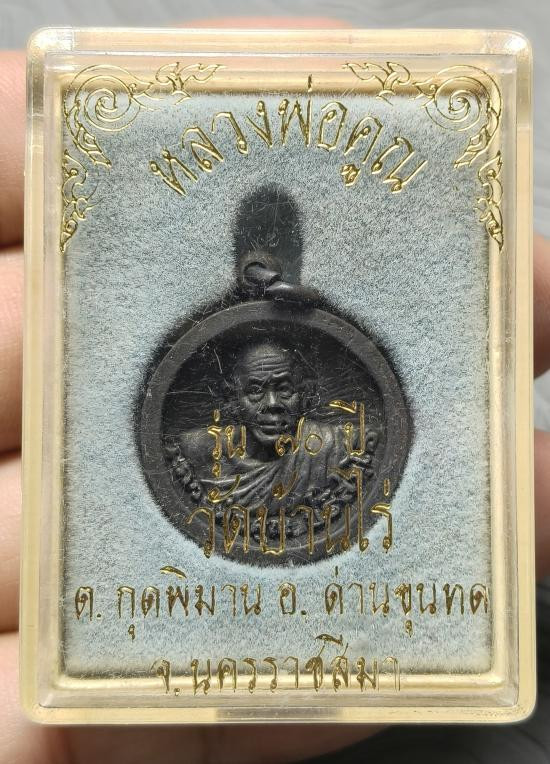 หลวงพ่อคูณ
รุ่น ๗๐ ปี
วัดบ้านไร่
ต. กุดพิมาน อ. ด่านขุนทด
จ.นครราชสีมา